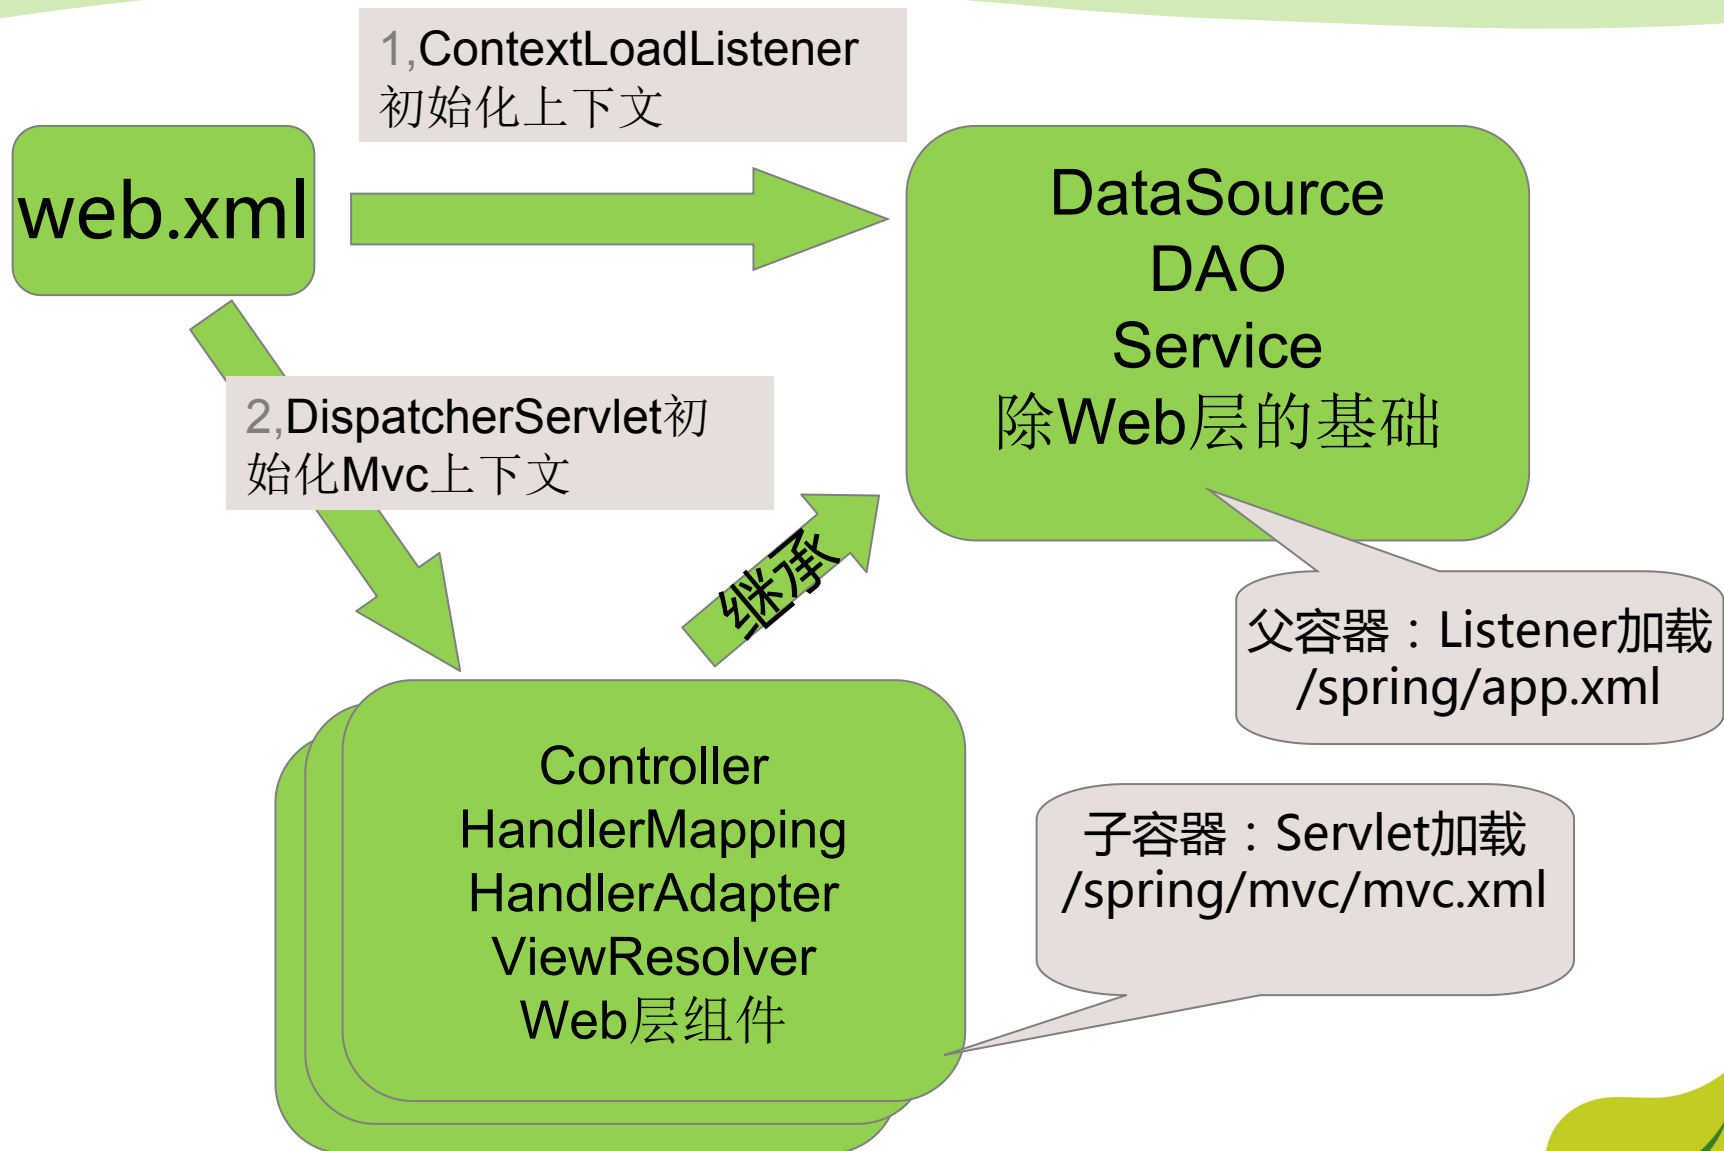 1,ContextLoadListener
初始化上下文
web.xml
DataSource
DAO
Service
除Web层的基础
2,DispatcherServlet初
始化Mvc上下文
继承
父容器：Listener加载
/spring/app.xml
Controller
HandlerMapping
HandlerAdapter
ViewResolver
Web层组件
子容器：Servlet加载
/spring/mvc/mvc.xml